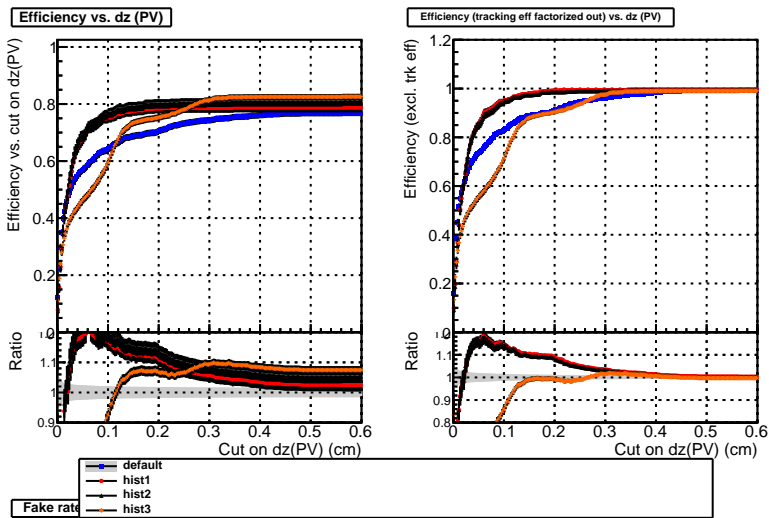 Efficiency vs. dz (PV)
Efficiency vs. cut on dz(PV)
1
0.8
0.6
0.4
0.2
0
Ratio
1.1
1
0.9
0 0.1 0.2 0.3 0.4 0.5 0.6
Cut on dz(PV) (cm)
Efficiency (tracking eff factorized out) vs. dz (PV)
Efficiency (excl. trk eff)
1.2
1
0.8
0.6
0.4
0.2
0
Ratio
1.1
1
0.9
0 0.1 0.2 0.3 0.4 0.5 0.6
Cut on dz(PV) (cm)
default
hist1
hist2
hist3
Fake rate